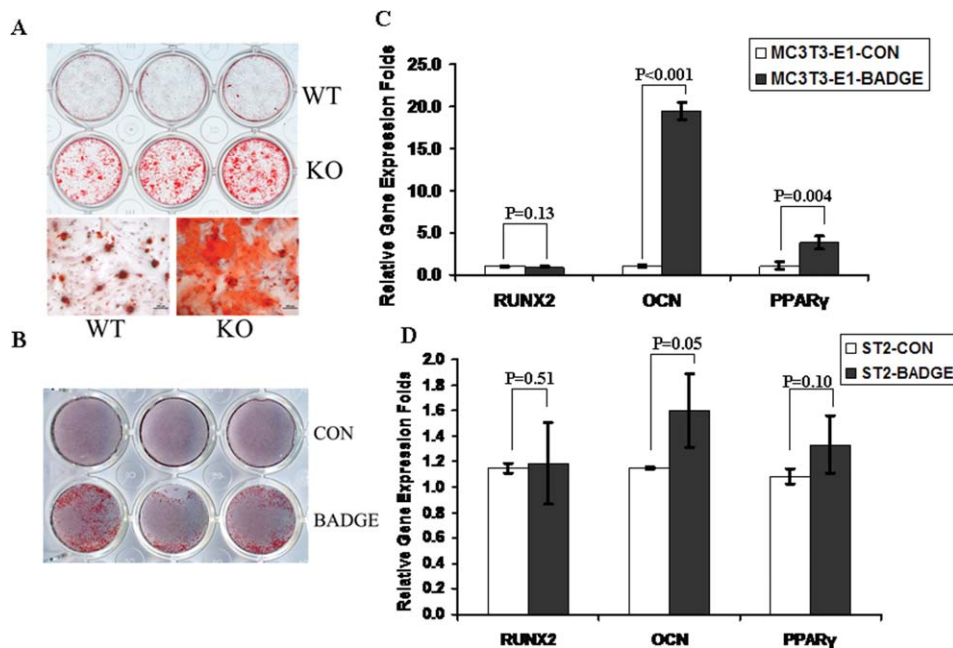 A
WT
KO
WT
KO
B
CON
BADGE
C
MC3T3-E1-CON
MC3T3-E1-BADGE
Relative Gene Expression Folds
25.0
20.0
15.0
10.0
5.0
0.0
P=0.13
P<0.001
P=0.004
RUNX2
OCN
PPARγ
D
ST2-CON
ST2-BADGE
Relative Gene Expression Folds
2.0
1.8
1.6
1.4
1.2
1.0
0.8
0.6
0.4
0.2
0.0
P=0.51
P=0.05
P=0.10
RUNX2
OCN
PPARγ